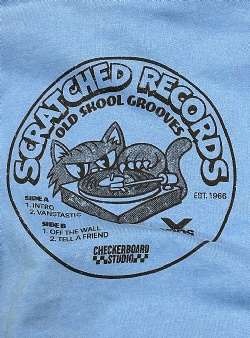 SCRATCHED RECORDS
OLD SKOOL GROOVES
EST. 1966
SIDE A
1. INTRO
2. VANSTASTIC
SIDE B
1. OFF THE WALL
2. TELL A FRIEND
CHECKERBOARD
STUDIO